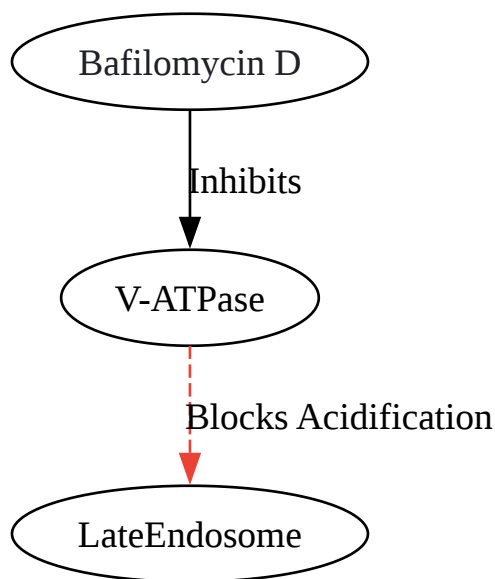 Bafilomycin D
Inhibits
V-ATPase
Blocks Acidification
LateEndosome